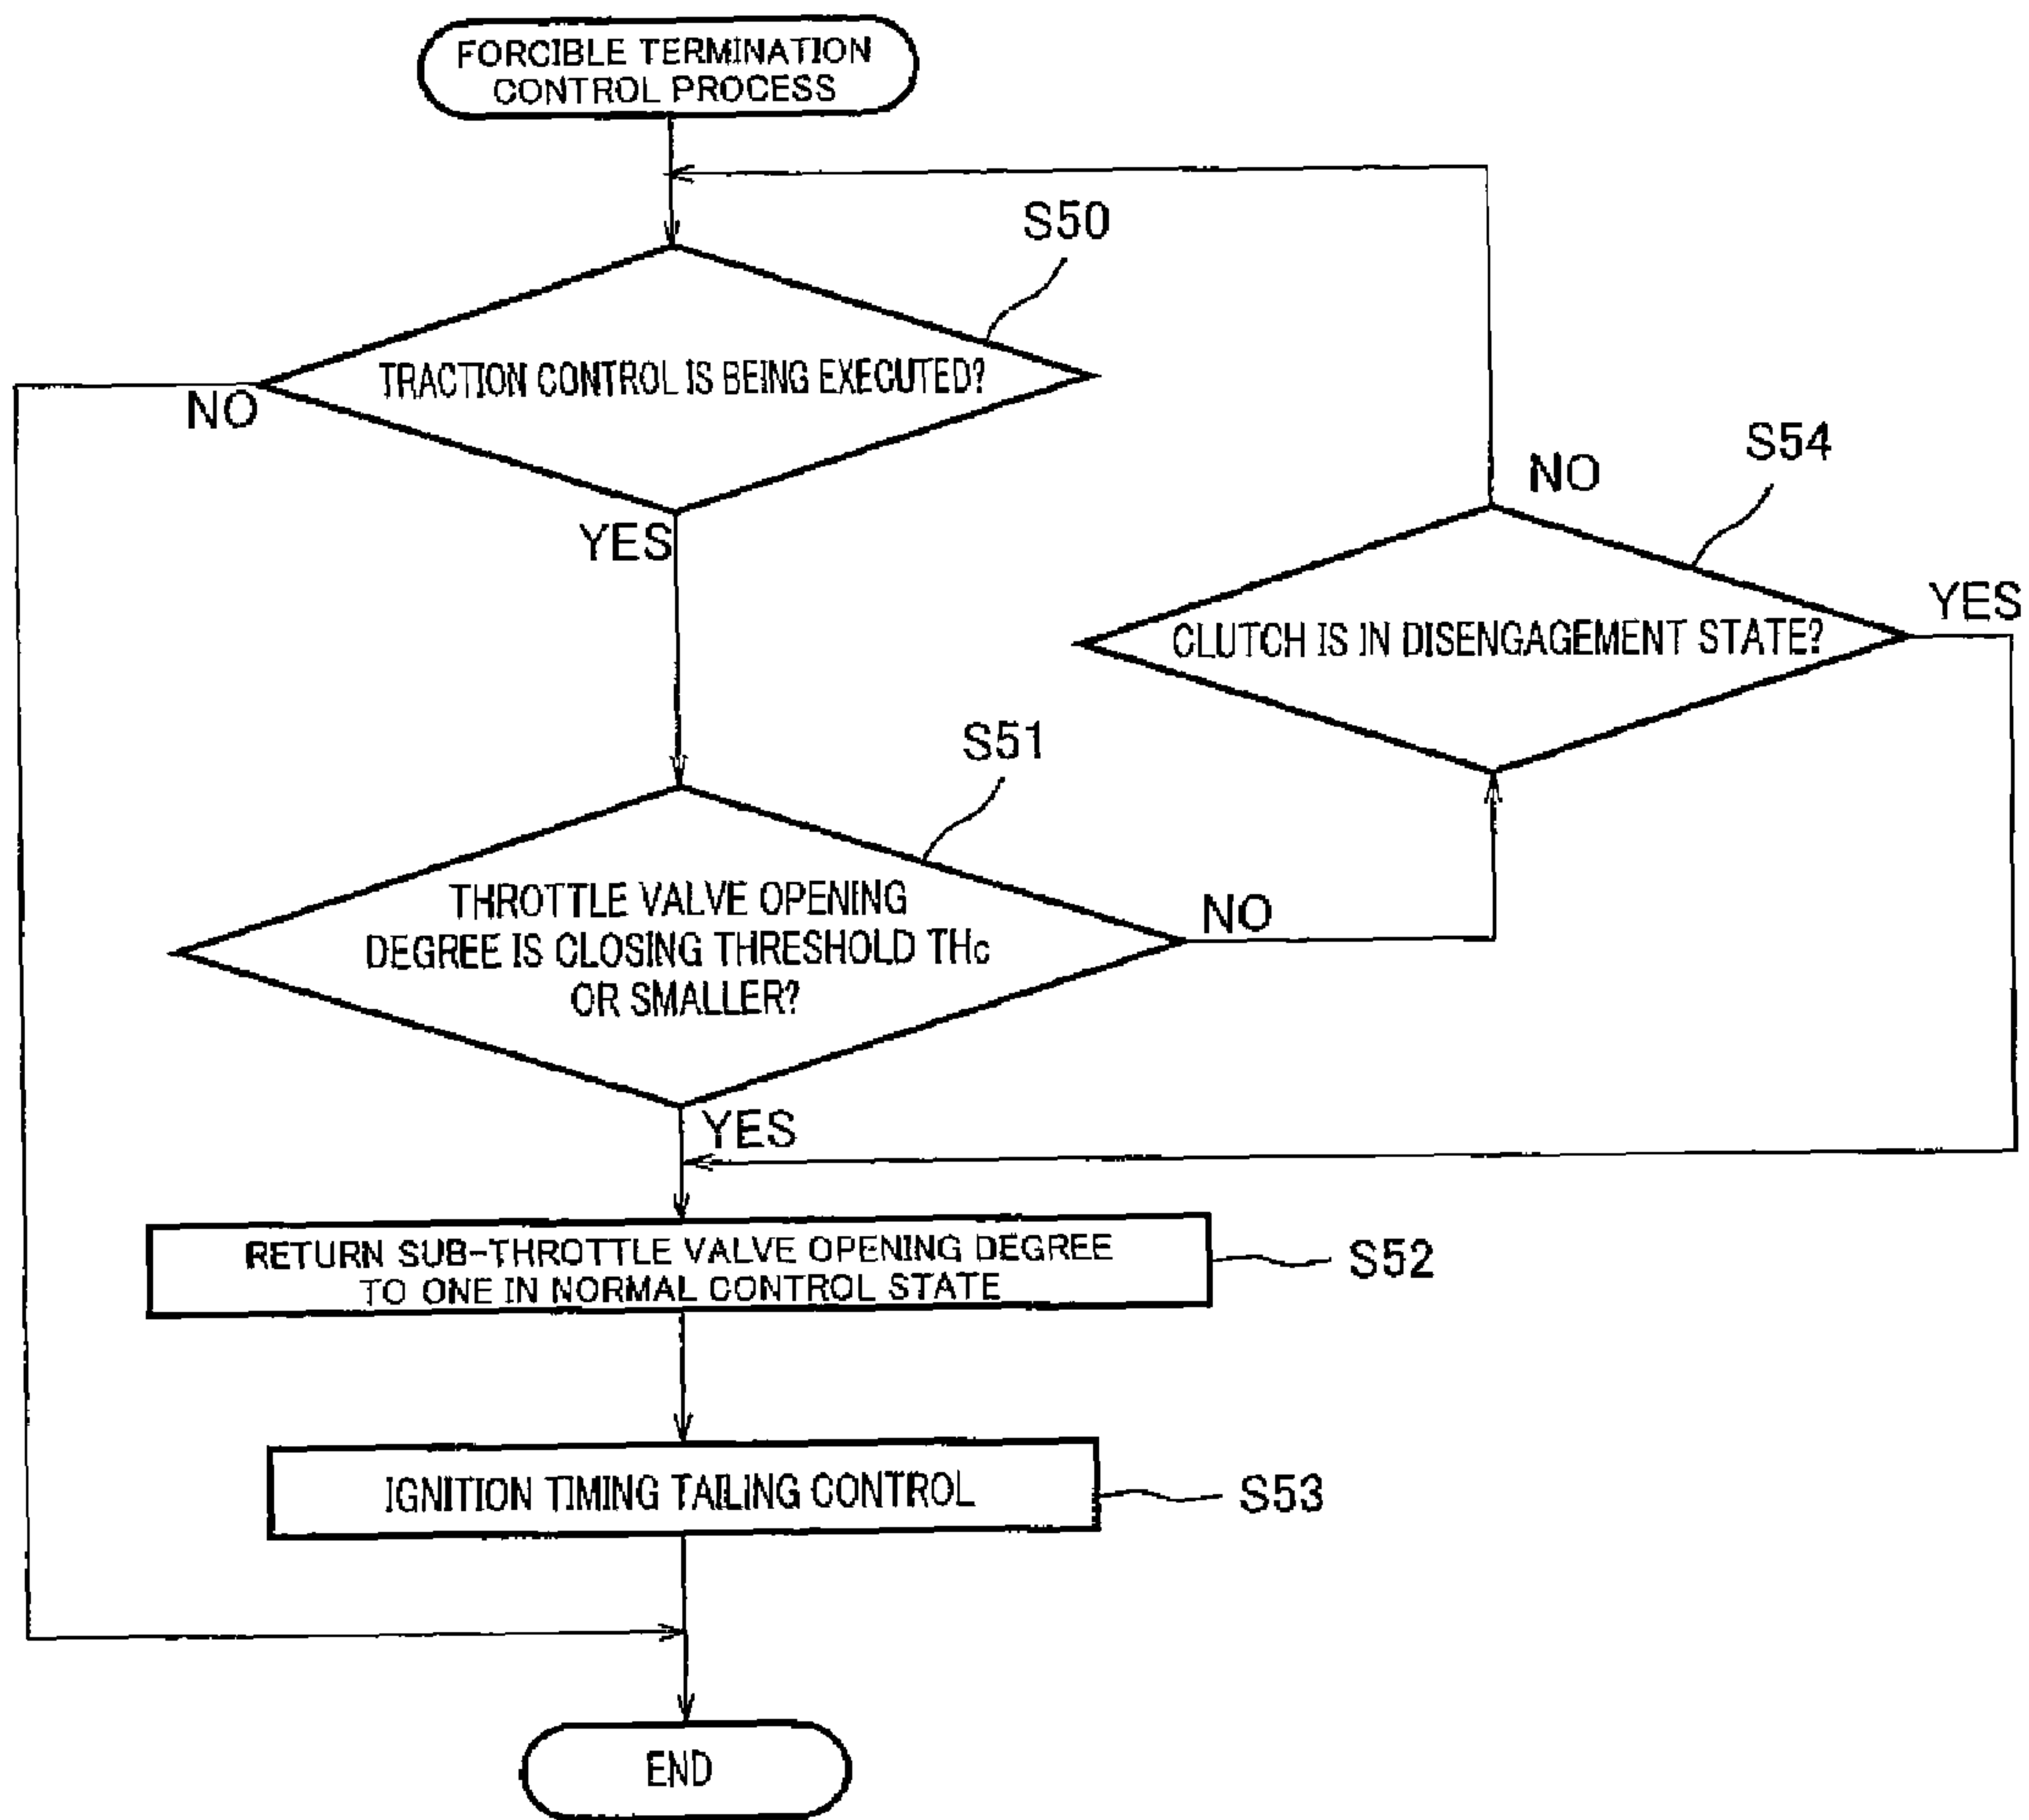 FORCIBLE TERMINATION
CONTROL PROCESS
S50
TRACTION CONTROL IS BEING EXECUTED?
NO
YES
S54
NO
YES
CLUTCH IS IN DISENGAGEMENT STATE?
S51
THROTTLE VALVE OPENING
DEGREE IS CLOSING THRESHOLD THc
OR SMALLER?
NO
YES
RETURN SUB-THROTTLE VALVE OPENING DEGREE
TO ONE IN NORMAL CONTROL STATE
S52
IGNITION TIMING TAILING CONTROL
S53
END